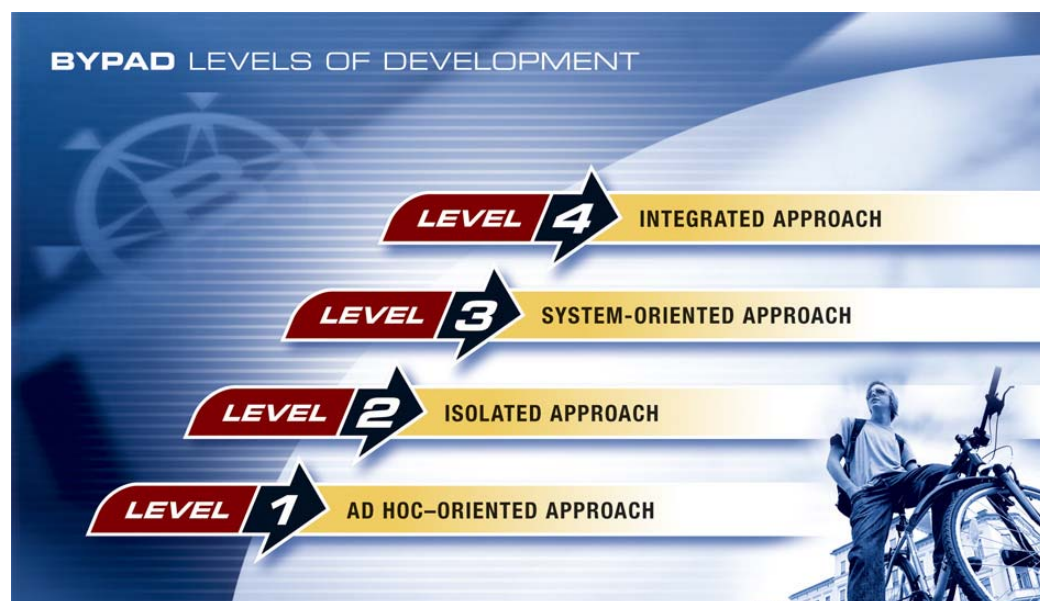 BYPAD LEVELS OF DEVELOPMENT
LEVEL 4 INTEGRATED APPROACH
LEVEL 3 SYSTEM-ORIENTED APPROACH
LEVEL 2 ISOLATED APPROACH
LEVEL 1 AD HOC–ORIENTED APPROACH